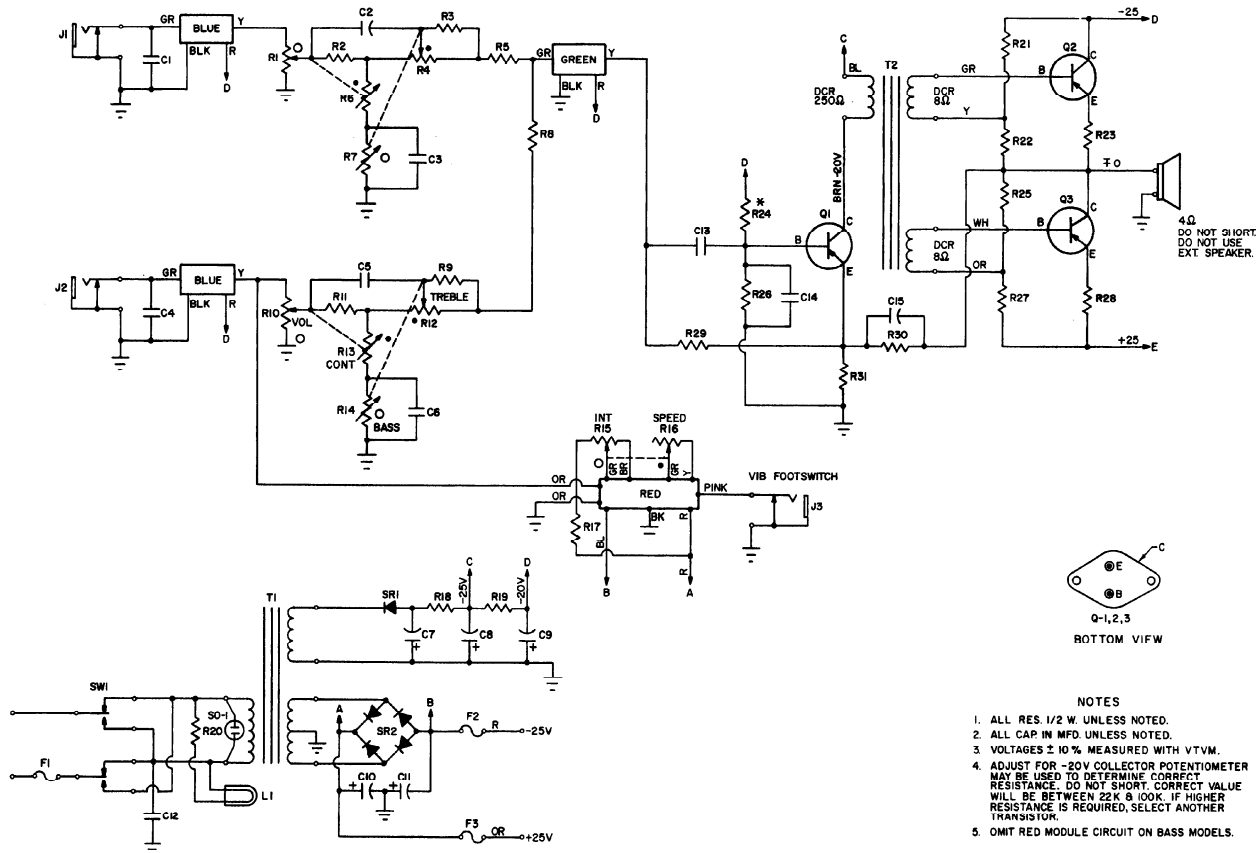 J1
GR
BLUE
Y
BLK
R
D
C1
R1
C2
R2
R3
R4
R5
R6
R7
C3
GR
GREEN
Y
BLK
R
D
R8
J2
GR
BLUE
Y
BLK
R
D
C4
R10
VOL
C5
R11
R9
TREBLE
R12
R13
CONT
R14
BASS
C6
C
BL
DCR
250Ω
T2
BRN -20V
D
*
R24
C13
B
Q1
C
E
R26
C14
R29
R31
C15
R30
GR
DCR
8Ω
Y
WH
DCR
8Ω
OR
R21
R22
R25
R27
-25
D
Q2
B
C
E
R23
∓ 0
Q3
B
C
E
R28
+25
E
4Ω
DO NOT SHORT.
DO NOT USE
EXT. SPEAKER.
INT
R15
SPEED
R16
GR
BR
GR
Y
OR
OR
RED
PINK
BK
R
R17
BL
R
B
A
VIB FOOTSWITCH
J3
C
E
B
Q-1,2,3
BOTTOM VIEW
T1
SR1
R18
C
-25V
R19
D
-20V
C7
+
C8
+
C9
+
SW1
SO-1
R20
F1
L1
C12
A
SR2
B
F2
R
-25V
+
C10
+
C11
F3
OR
+25V
NOTES
1. ALL RES. 1/2 W. UNLESS NOTED.
2. ALL CAP. IN MFD. UNLESS NOTED.
3. VOLTAGES ± 10 % MEASURED WITH VTVM.
4. ADJUST FOR -20V COLLECTOR POTENTIOMETER
MAY BE USED TO DETERMINE CORRECT
RESISTANCE. DO NOT SHORT. CORRECT VALUE
WILL BE BETWEEN 22K & 100K. IF HIGHER
RESISTANCE IS REQUIRED, SELECT ANOTHER
TRANSISTOR.
5. OMIT RED MODULE CIRCUIT ON BASS MODELS.